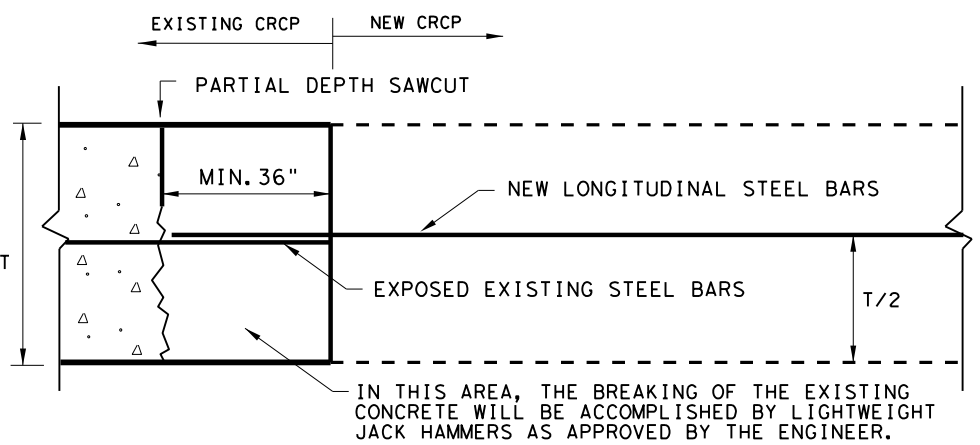 EXISTING CRCP
NEW CRCP
PARTIAL DEPTH SAWCUT
MIN. 36"
NEW LONGITUDINAL STEEL BARS
T
EXPOSED EXISTING STEEL BARS
T/2
IN THIS AREA, THE BREAKING OF THE EXISTING
CONCRETE WILL BE ACCOMPLISHED BY LIGHTWEIGHT
JACK HAMMERS AS APPROVED BY THE ENGINEER.